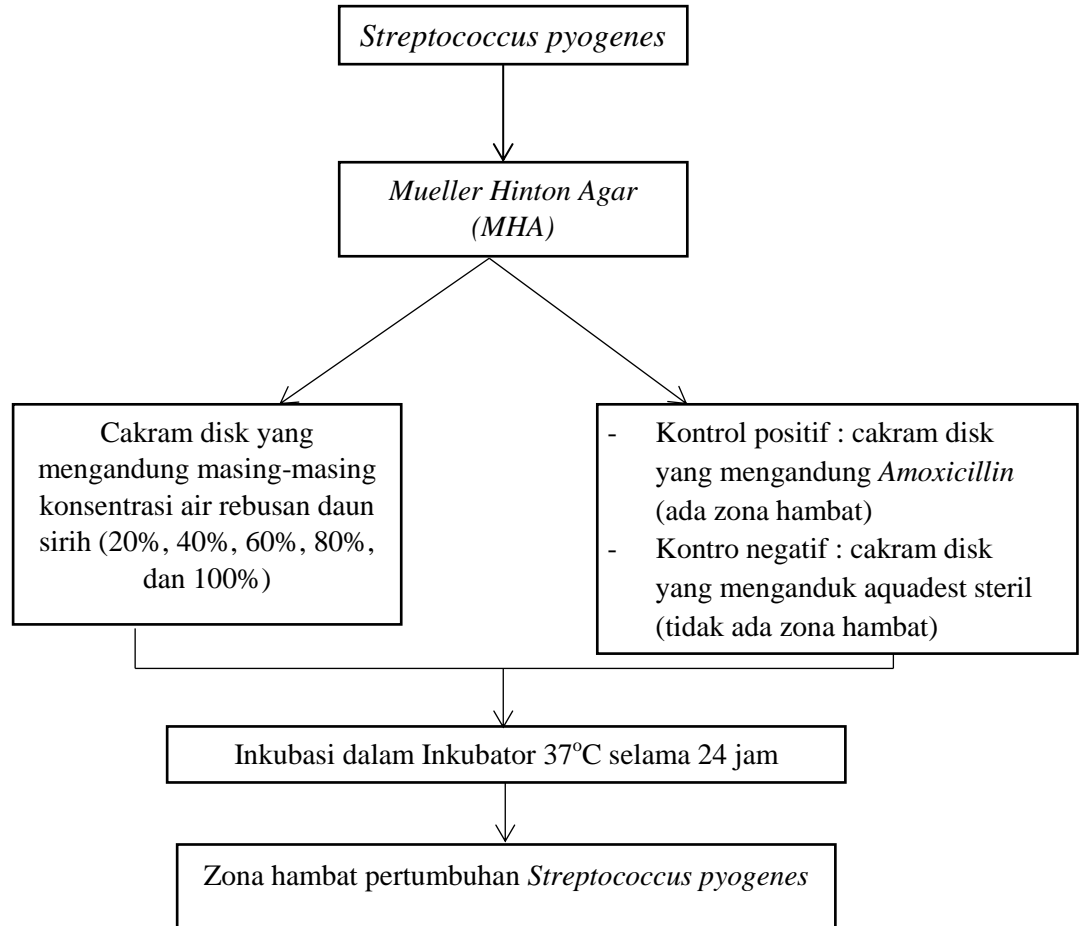 Streptococcus pyogenes
Mueller Hinton Agar
(MHA)
Cakram disk yang
mengandung masing-masing
konsentrasi air rebusan daun
sirih (20%, 40%, 60%, 80%,
dan 100%)
- Kontrol positif : cakram disk
yang mengandung Amoxicillin
(ada zona hambat)
- Kontro negatif : cakram disk
yang menganduk aquadest steril
(tidak ada zona hambat)
Inkubasi dalam Inkubator 37°C selama 24 jam
Zona hambat pertumbuhan Streptococcus pyogenes